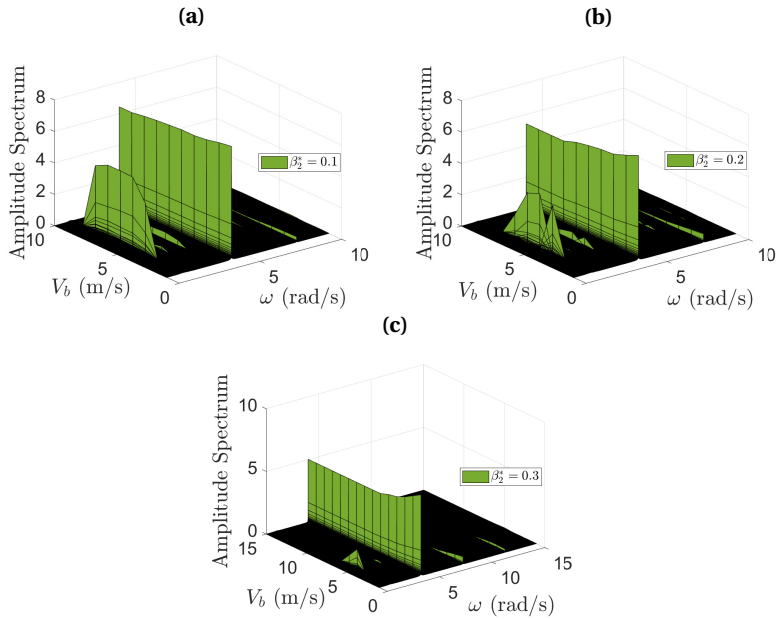 (a)
Amplitude Spectrum
8
6
4
2
0
10
5
0
V_b (m/s)
5
10
ω (rad/s)
β₂* = 0.1
(b)
Amplitude Spectrum
8
6
4
2
0
10
5
0
V_b (m/s)
5
10
ω (rad/s)
β₂* = 0.2
(c)
Amplitude Spectrum
10
5
0
15
10
5
0
V_b (m/s)
5
10
15
ω (rad/s)
β₂* = 0.3